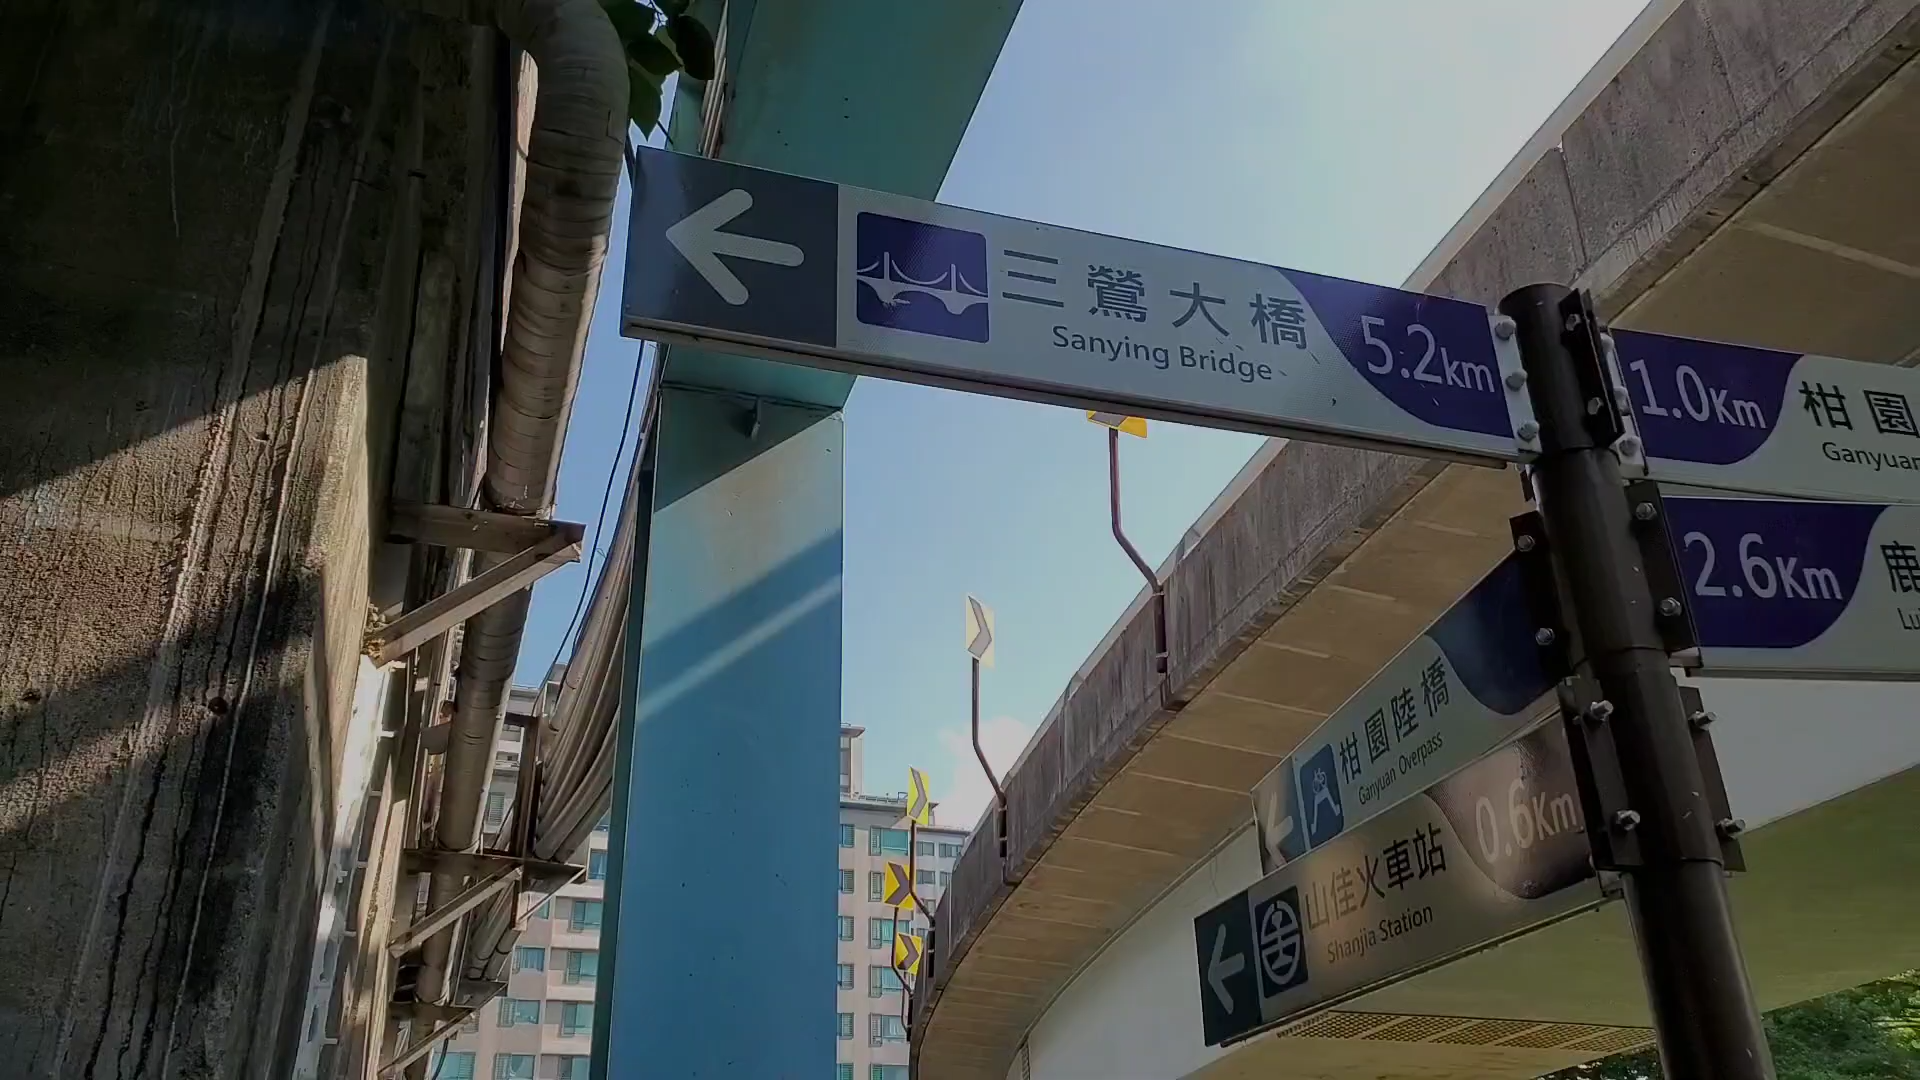 三鶯大橋
Sanying Bridge
5.2km
1.0Km
柑園
Ganyuan
2.6Km
鹿
柑園陸橋
Ganyuan Overpass
山佳火車站
Shanjia Station
0.6Km